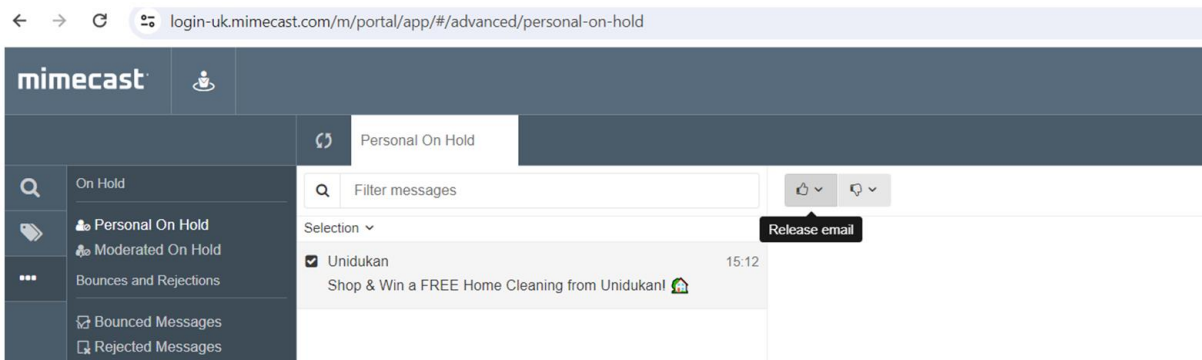 login-uk.mimecast.com/m/portal/app/#/advanced/personal-on-hold
mimecast
Personal On Hold
On Hold
Personal On Hold
Moderated On Hold
Bounces and Rejections
Bounced Messages
Rejected Messages
Filter messages
Selection
Unidukan 15:12
Shop & Win a FREE Home Cleaning from Unidukan! 🏡
Release email